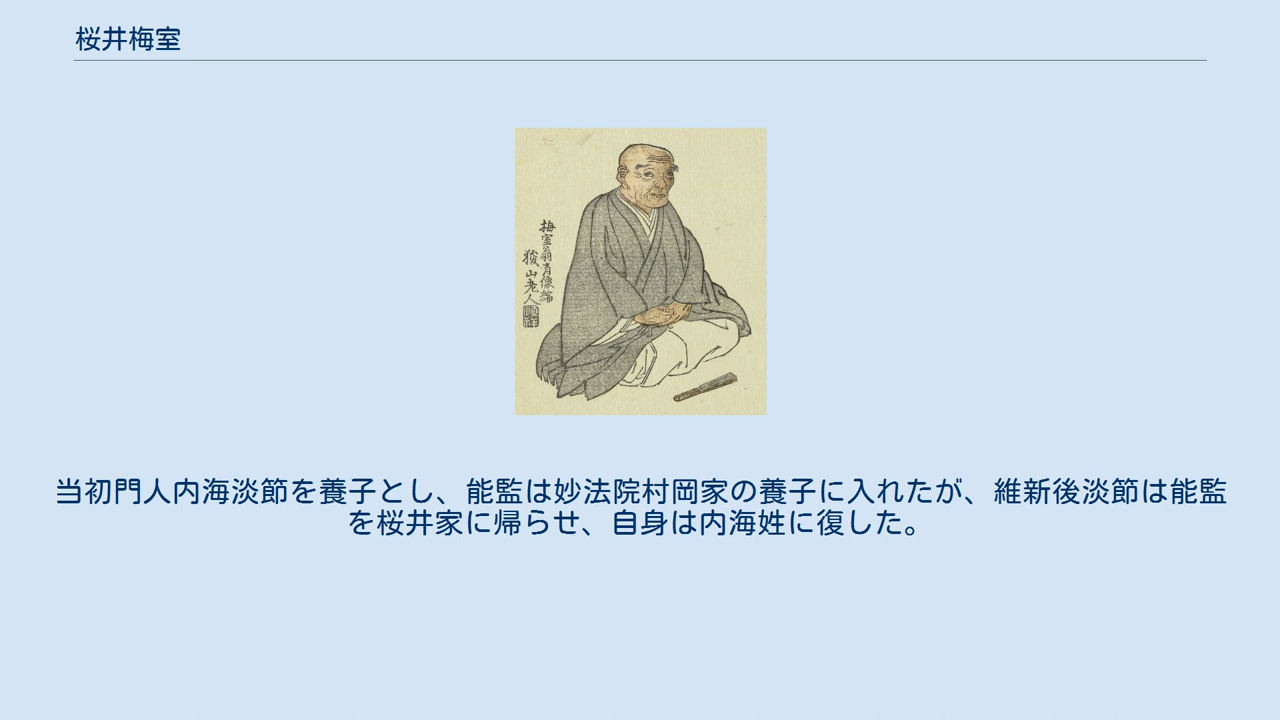 桜井梅室
梅室翁肖像
山老人
当初門人内海淡節を養子とし、能監は妙法院村岡家の養子に入れたが、維新後淡節は能監
を桜井家に帰らせ、自身は内海姓に復した。